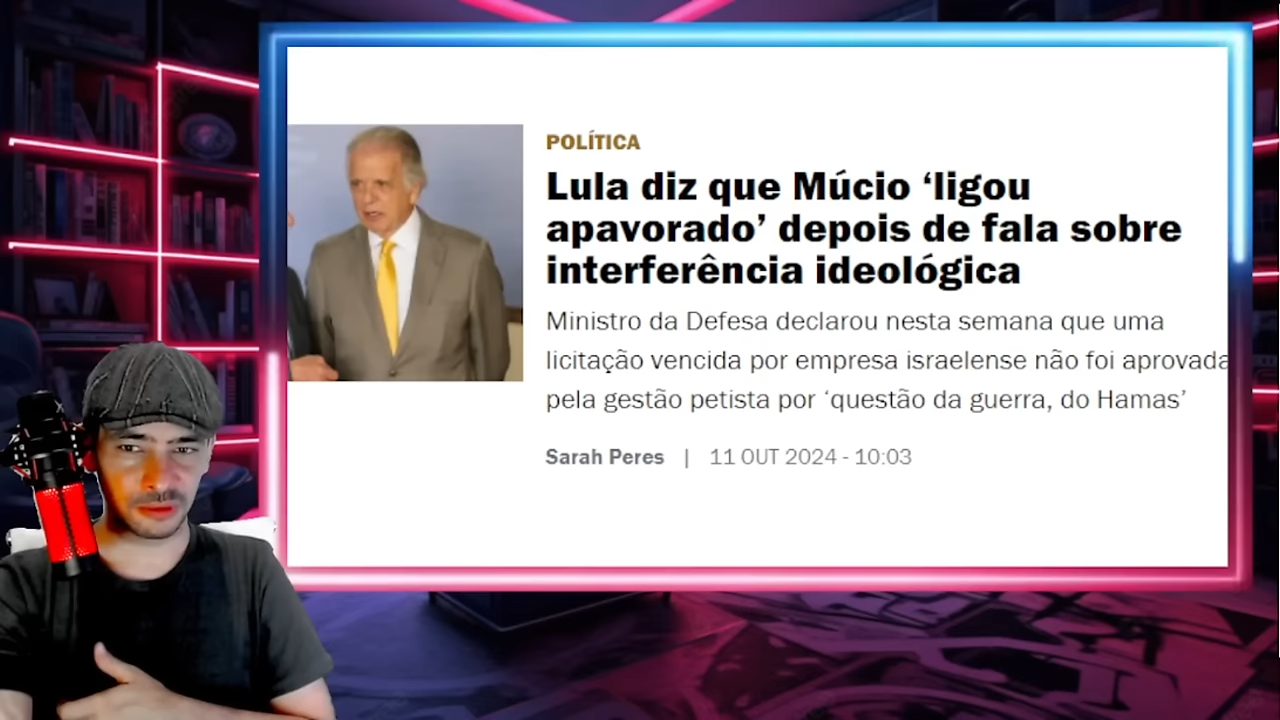 POLÍTICA
Lula diz que Múcio ‘ligou
apavorado’ depois de fala sobre
interferência ideológica
Ministro da Defesa declarou nesta semana que uma
licitação vencida por empresa israelense não foi aprovada
pela gestão petista por ‘questão da guerra, do Hamas’
Sarah Peres | 11 OUT 2024 - 10:03